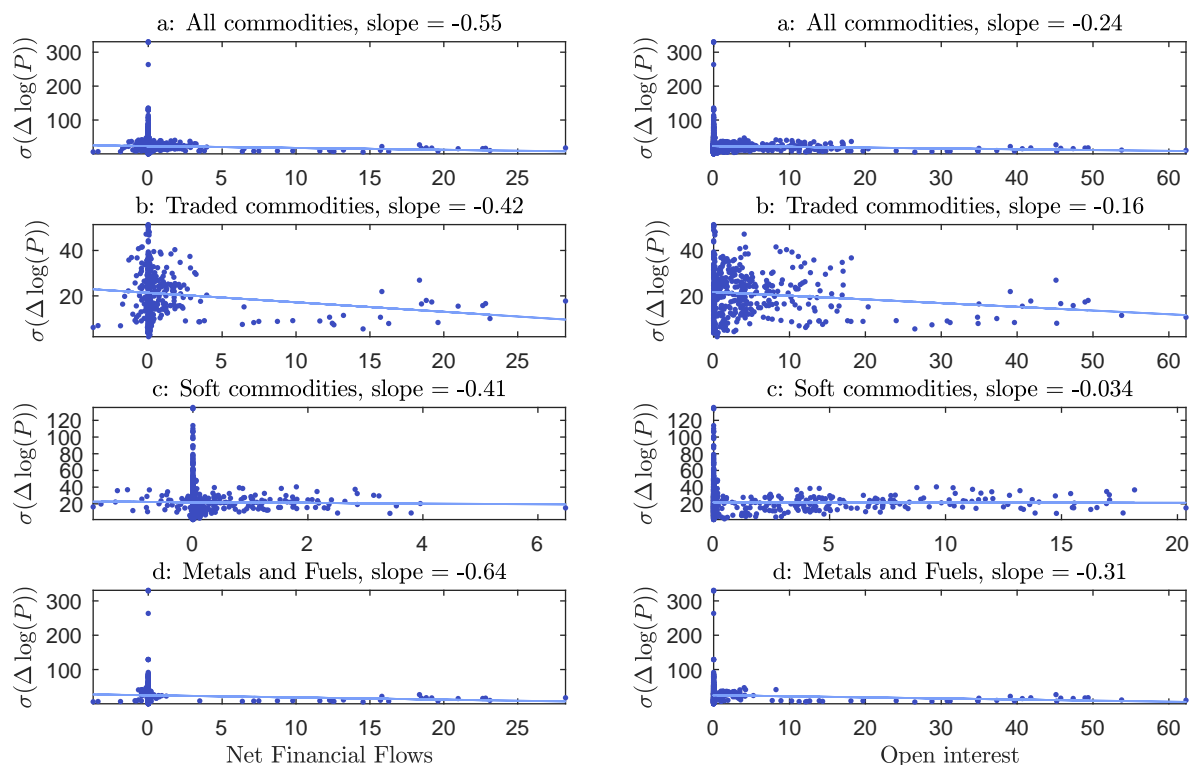 a: All commodities, slope = -0.55
σ(Δ log(P))
300
200
100
0 5 10 15 20 25
b: Traded commodities, slope = -0.42
σ(Δ log(P))
40
20
0 5 10 15 20 25
c: Soft commodities, slope = -0.41
σ(Δ log(P))
120
100
80
60
40
20
0 2 4 6
d: Metals and Fuels, slope = -0.64
σ(Δ log(P))
300
200
100
0 5 10 15 20 25
Net Financial Flows
a: All commodities, slope = -0.24
σ(Δ log(P))
300
200
100
0 10 20 30 40 50 60
b: Traded commodities, slope = -0.16
σ(Δ log(P))
40
20
0 10 20 30 40 50 60
c: Soft commodities, slope = -0.034
σ(Δ log(P))
120
100
80
60
40
20
0 5 10 15 20
d: Metals and Fuels, slope = -0.31
σ(Δ log(P))
300
200
100
0 10 20 30 40 50 60
Open interest